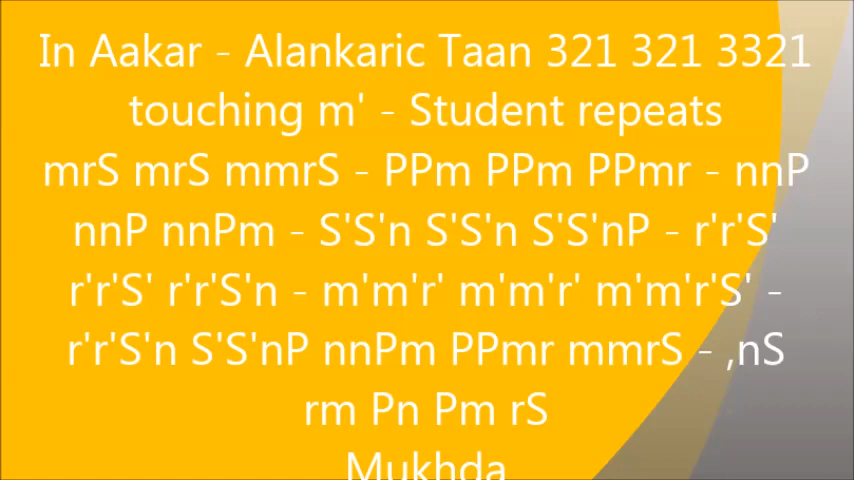 In Aakar - Alankaric Taan 321 321 3321
touching m' - Student repeats
mrS mrS mmrS - PPm PPm PPmr - nnP
nnP nnPm - S'S'n S'S'n S'S'nP - r'r'S'
r'r'S' r'r'S'n - m'm'r' m'm'r' m'm'r'S' -
r'r'S'n S'S'nP nnPm PPmr mmrS - ,nS
rm Pn Pm rS
Mukhda